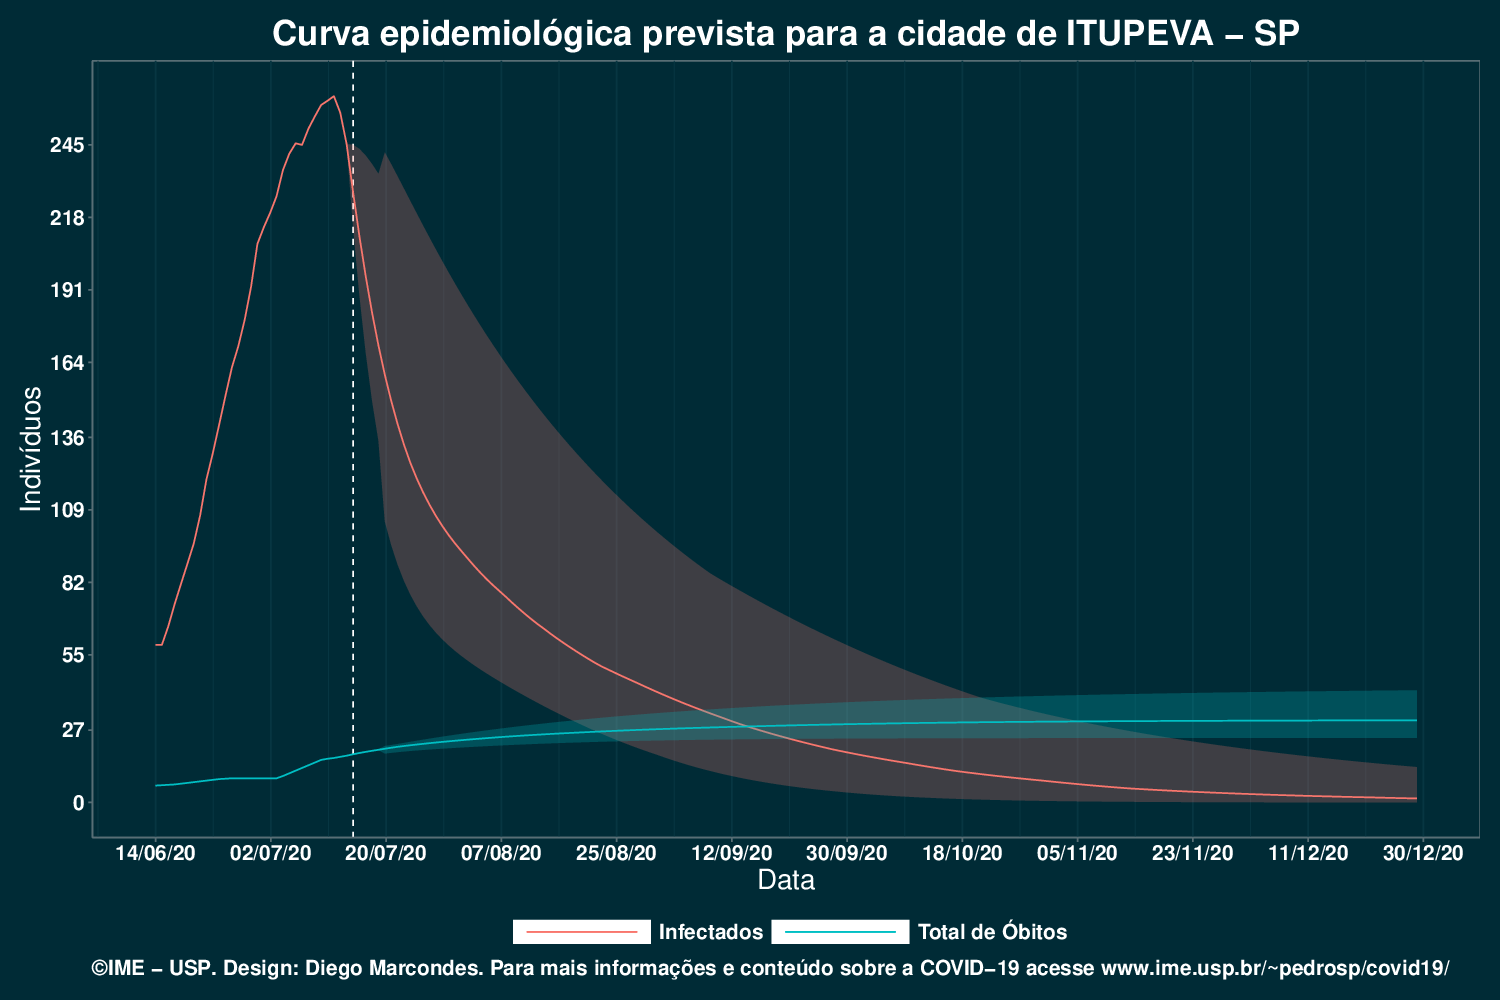 Curva epidemiológica prevista para a cidade de ITUPEVA – SP
Indivíduos
245
218
191
164
136
109
82
55
27
0
14/06/20 02/07/20 20/07/20 07/08/20 25/08/20 12/09/20 30/09/20 18/10/20 05/11/20 23/11/20 11/12/20 30/12/20
Data
Infectados Total de Óbitos
©IME – USP. Design: Diego Marcondes. Para mais informações e conteúdo sobre a COVID–19 acesse www.ime.usp.br/~pedrosp/covid19/